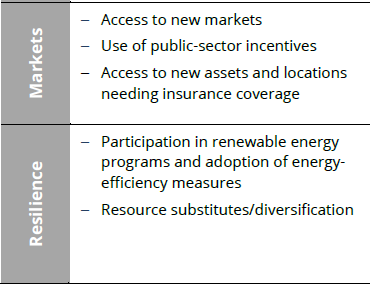 Markets
– Access to new markets
– Use of public-sector incentives
– Access to new assets and locations
needing insurance coverage
Resilience
– Participation in renewable energy
programs and adoption of energy-
efficiency measures
– Resource substitutes/diversification